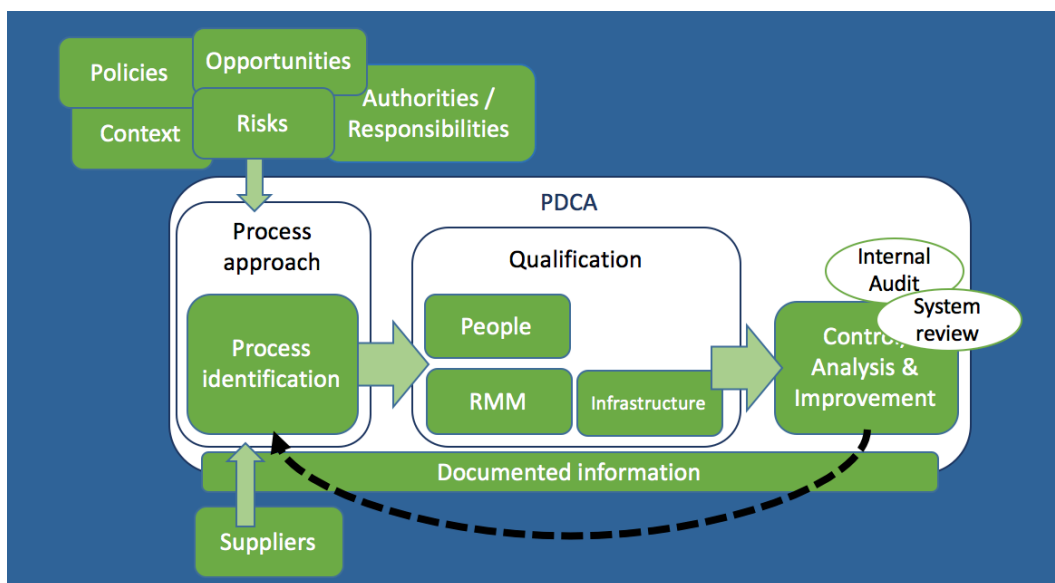 Policies
Opportunities
Context
Risks
Authorities /
Responsibilities
PDCA
Process
approach
Process
identification
Qualification
People
RMM
Infrastructure
Internal
Audit
System
review
Control,
Analysis &
Improvement
Documented information
Suppliers